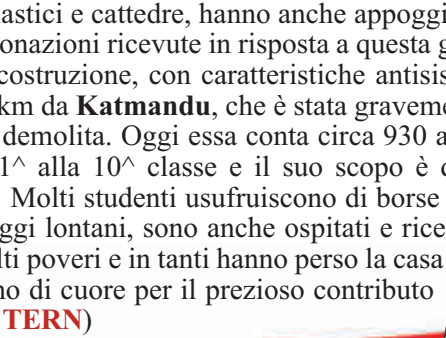 lastici e cattedre, hanno anche appoggi
onazioni ricevute in risposta a questa g
costruzione, con caratteristiche antisis
km da Katmandu, che è stata graveme
demolita. Oggi essa conta circa 930 a
1^ alla 10^ classe e il suo scopo è d
Molti studenti usufruiscono di borse
ggi lontani, sono anche ospitati e rice
lti poveri e in tanti hanno perso la casa
no di cuore per il prezioso contributo
TERN)